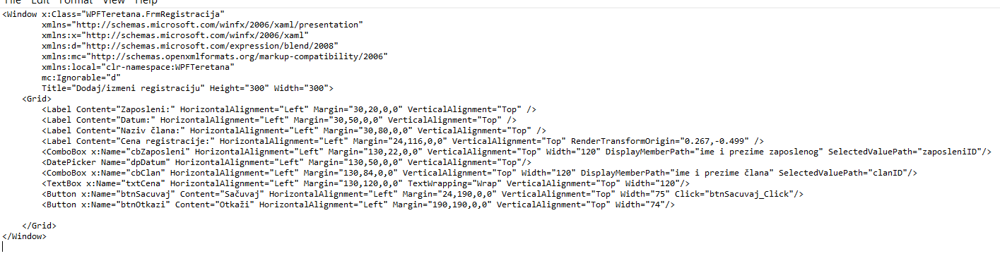 File Edit Format View Help
<Window x:Class="WPFTeretana.FrmRegistracija"
        xmlns="http://schemas.microsoft.com/winfx/2006/xaml/presentation"
        xmlns:x="http://schemas.microsoft.com/winfx/2006/xaml"
        xmlns:d="http://schemas.microsoft.com/expression/blend/2008"
        xmlns:mc="http://schemas.openxmlformats.org/markup-compatibility/2006"
        xmlns:local="clr-namespace:WPFTeretana"
        mc:Ignorable="d"
        Title="Dodaj/izmeni registraciju" Height="300" Width="300">
    <Grid>
        <Label Content="Zaposleni:" HorizontalAlignment="Left" Margin="30,20,0,0" VerticalAlignment="Top" />
        <Label Content="Datum:" HorizontalAlignment="Left" Margin="30,50,0,0" VerticalAlignment="Top" />
        <Label Content="Naziv člana:" HorizontalAlignment="Left" Margin="30,80,0,0" VerticalAlignment="Top" />
        <Label Content="Cena registracije:" HorizontalAlignment="Left" Margin="24,116,0,0" VerticalAlignment="Top" RenderTransformOrigin="0.267,-0.499" />
        <ComboBox x:Name="cbZaposleni" HorizontalAlignment="Left" Margin="130,22,0,0" VerticalAlignment="Top" Width="120" DisplayMemberPath="ime i prezime zaposlenog" SelectedValuePath="zaposleniID"/>
        <DatePicker Name="dpDatum" HorizontalAlignment="Left" Margin="130,50,0,0" VerticalAlignment="Top"/>
        <ComboBox x:Name="cbClan" HorizontalAlignment="Left" Margin="130,84,0,0" VerticalAlignment="Top" Width="120" DisplayMemberPath="ime i prezime člana" SelectedValuePath="clanID"/>
        <TextBox x:Name="txtCena" HorizontalAlignment="Left" Margin="130,120,0,0" TextWrapping="Wrap" VerticalAlignment="Top" Width="120"/>
        <Button x:Name="btnSacuvaj" Content="Sačuvaj" HorizontalAlignment="Left" Margin="24,190,0,0" VerticalAlignment="Top" Width="75" Click="btnSacuvaj_Click"/>
        <Button x:Name="btnOtkazi" Content="Otkaži" HorizontalAlignment="Left" Margin="190,190,0,0" VerticalAlignment="Top" Width="74"/>

    </Grid>
</Window>